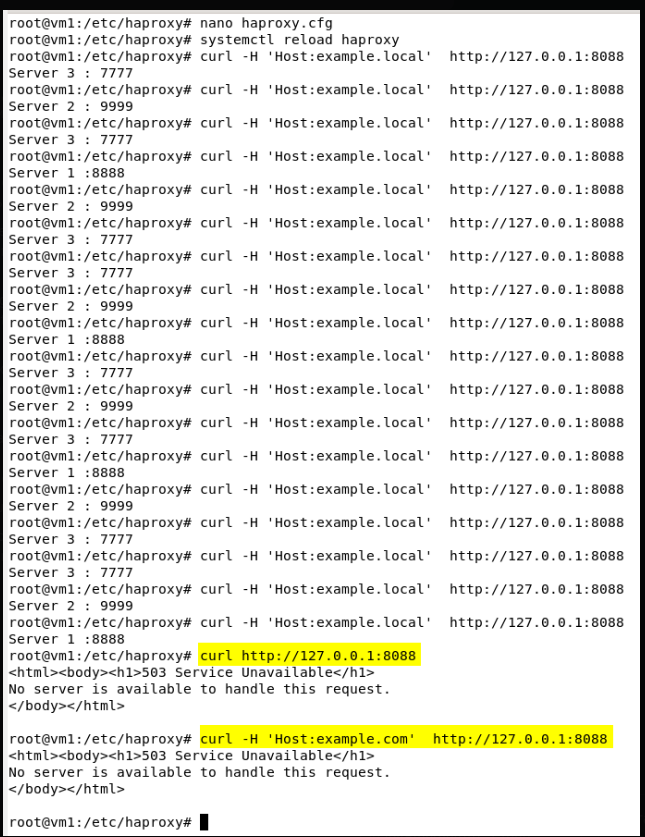 root@vm1:/etc/haproxy# nano haproxy.cfg
root@vm1:/etc/haproxy# systemctl reload haproxy
root@vm1:/etc/haproxy# curl -H 'Host:example.local'  http://127.0.0.1:8088
Server 3 : 7777
root@vm1:/etc/haproxy# curl -H 'Host:example.local'  http://127.0.0.1:8088
Server 2 : 9999
root@vm1:/etc/haproxy# curl -H 'Host:example.local'  http://127.0.0.1:8088
Server 3 : 7777
root@vm1:/etc/haproxy# curl -H 'Host:example.local'  http://127.0.0.1:8088
Server 1 :8888
root@vm1:/etc/haproxy# curl -H 'Host:example.local'  http://127.0.0.1:8088
Server 2 : 9999
root@vm1:/etc/haproxy# curl -H 'Host:example.local'  http://127.0.0.1:8088
Server 3 : 7777
root@vm1:/etc/haproxy# curl -H 'Host:example.local'  http://127.0.0.1:8088
Server 3 : 7777
root@vm1:/etc/haproxy# curl -H 'Host:example.local'  http://127.0.0.1:8088
Server 2 : 9999
root@vm1:/etc/haproxy# curl -H 'Host:example.local'  http://127.0.0.1:8088
Server 1 :8888
root@vm1:/etc/haproxy# curl -H 'Host:example.local'  http://127.0.0.1:8088
Server 3 : 7777
root@vm1:/etc/haproxy# curl -H 'Host:example.local'  http://127.0.0.1:8088
Server 2 : 9999
root@vm1:/etc/haproxy# curl -H 'Host:example.local'  http://127.0.0.1:8088
Server 3 : 7777
root@vm1:/etc/haproxy# curl -H 'Host:example.local'  http://127.0.0.1:8088
Server 1 :8888
root@vm1:/etc/haproxy# curl -H 'Host:example.local'  http://127.0.0.1:8088
Server 2 : 9999
root@vm1:/etc/haproxy# curl -H 'Host:example.local'  http://127.0.0.1:8088
Server 3 : 7777
root@vm1:/etc/haproxy# curl -H 'Host:example.local'  http://127.0.0.1:8088
Server 3 : 7777
root@vm1:/etc/haproxy# curl -H 'Host:example.local'  http://127.0.0.1:8088
Server 2 : 9999
root@vm1:/etc/haproxy# curl -H 'Host:example.local'  http://127.0.0.1:8088
Server 1 :8888
root@vm1:/etc/haproxy# curl http://127.0.0.1:8088
<html><body><h1>503 Service Unavailable</h1>
No server is available to handle this request.
</body></html>

root@vm1:/etc/haproxy# curl -H 'Host:example.com'  http://127.0.0.1:8088
<html><body><h1>503 Service Unavailable</h1>
No server is available to handle this request.
</body></html>

root@vm1:/etc/haproxy#